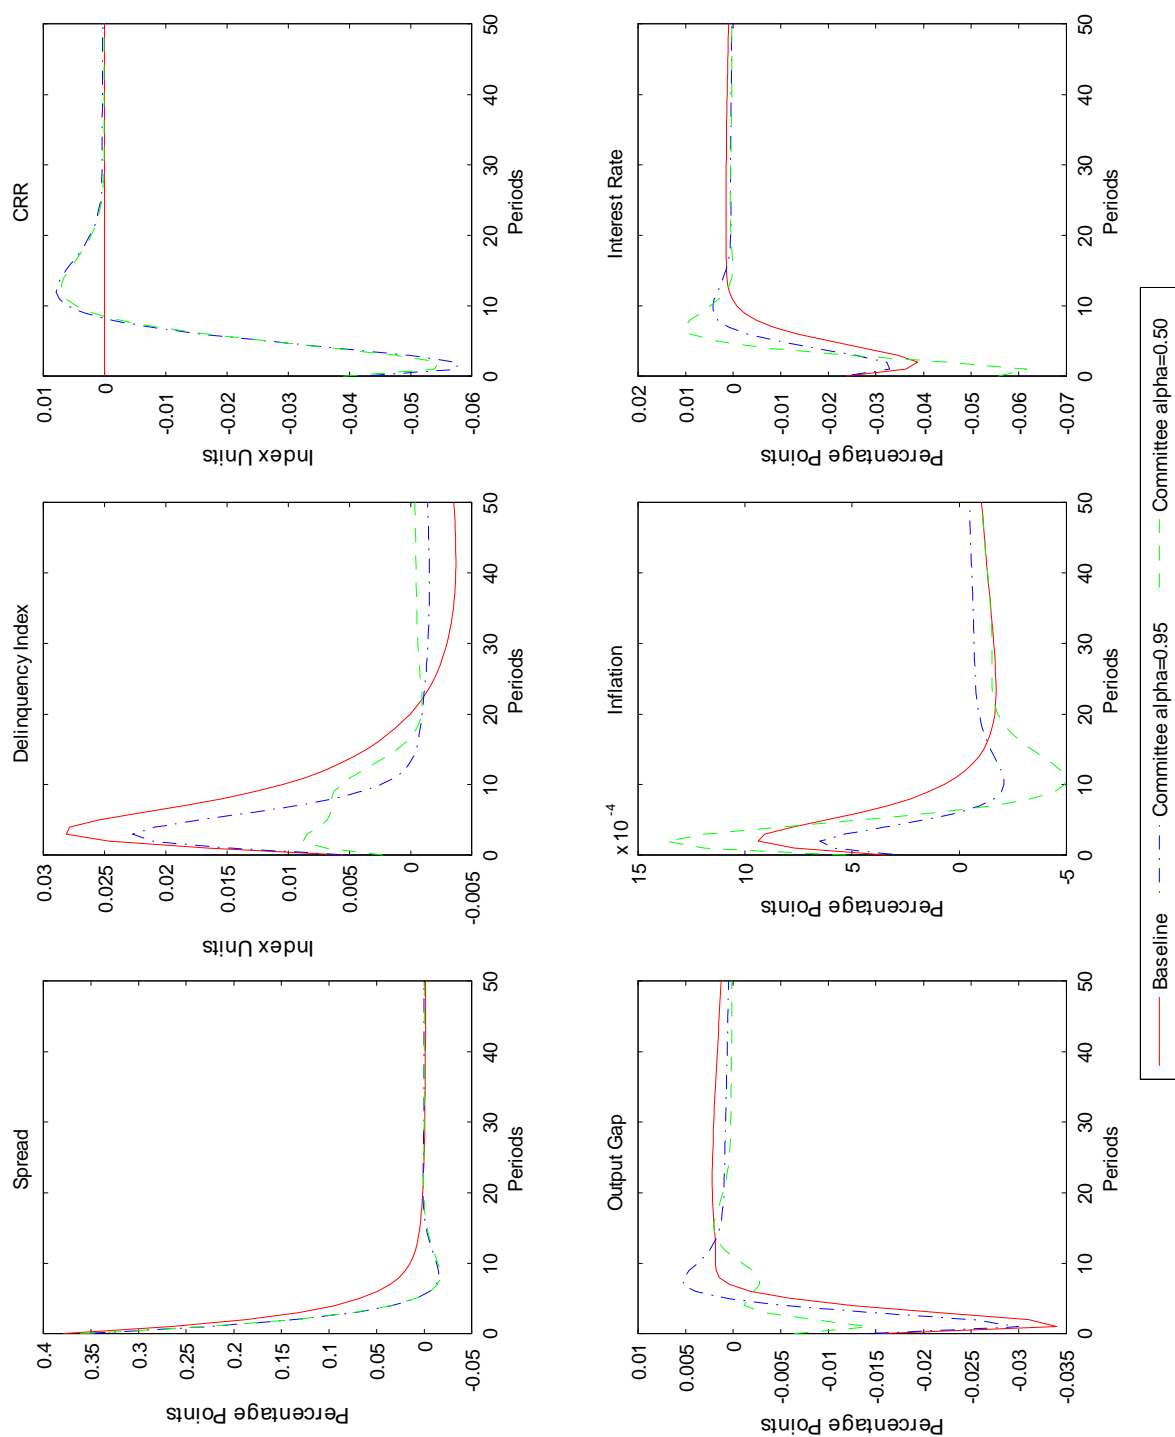 Spread
0.4
0.35
0.3
0.25
0.2
0.15
0.1
0.05
0
-0.05
Percentage Points
0 10 20 30 40 50
Periods
Delinquency Index
0.03
0.025
0.02
0.015
0.01
0.005
0
-0.005
Index Units
0 10 20 30 40 50
Periods
CRR
0.01
0
-0.01
-0.02
-0.03
-0.04
-0.05
-0.06
Index Units
0 10 20 30 40 50
Periods
Output Gap
0.01
0.005
0
-0.005
-0.01
-0.015
-0.02
-0.025
-0.03
-0.035
Percentage Points
0 10 20 30 40 50
Periods
Inflation
x 10 -4
15
10
5
0
-5
Percentage Points
0 10 20 30 40 50
Periods
Interest Rate
0.02
0.01
0
-0.01
-0.02
-0.03
-0.04
-0.05
-0.06
-0.07
Percentage Points
0 10 20 30 40 50
Periods
Baseline Committee alpha=0.95 Committee alpha=0.50